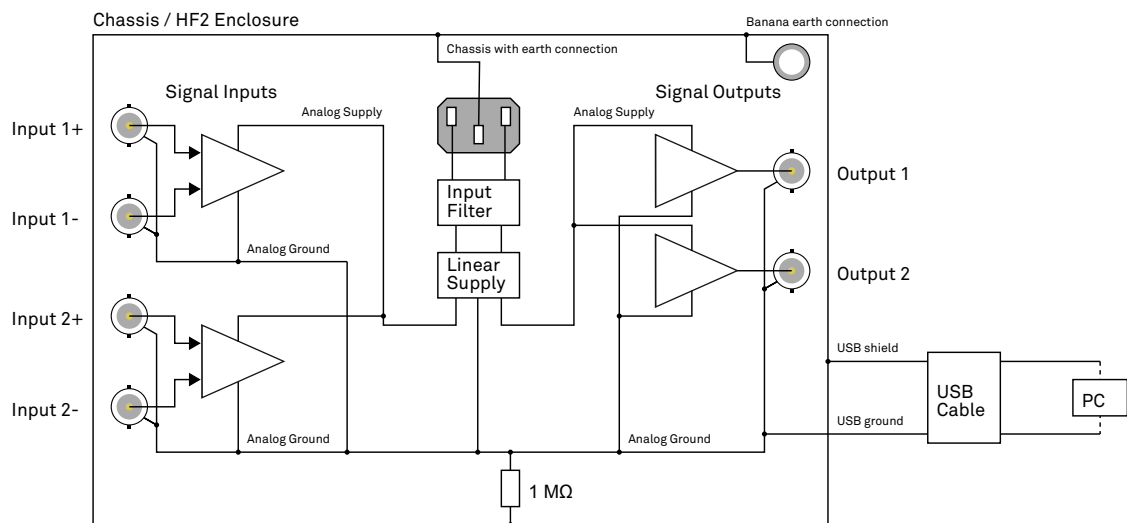 Chassis / HF2 Enclosure
Banana earth connection
Chassis with earth connection
Signal Inputs
Signal Outputs
Analog Supply
Analog Supply
Input 1+
Output 1
Input
Filter
Input 1-
Analog Ground
Linear
Supply
Output 2
Input 2+
USB shield
USB
Cable
PC
Input 2-
USB ground
Analog Ground
Analog Ground
1 MΩ